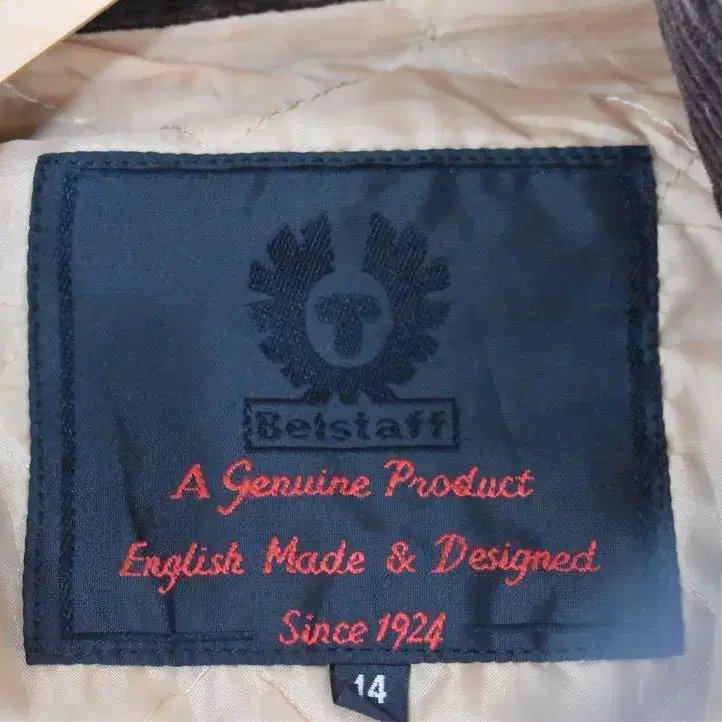 Belstaff
A Genuine Product
English Made & Designed
Since 1924
14